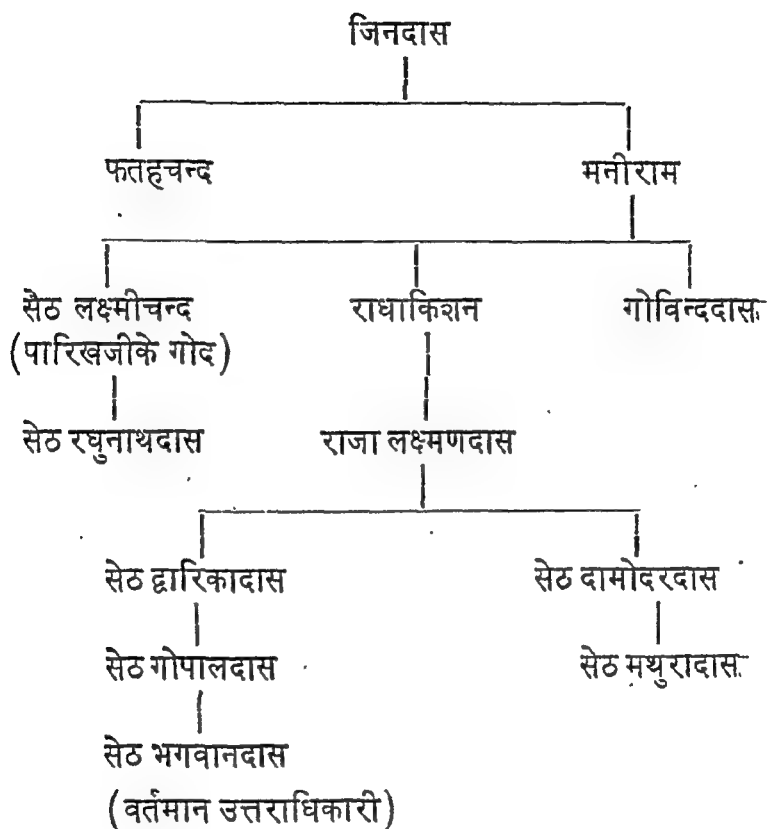 जिनदास
फतहचन्द मनीराम
सेठ लक्ष्मीचन्द राधाकिशन गोविन्ददास
(पारिखजीके गोद)
सेठ रघुनाथदास राजा लक्ष्मणदास
सेठ द्वारिकादास सेठ दामोदरदास
सेठ गोपालदास सेठ मथुरादास
सेठ भगवानदास
(वर्तमान उत्तराधिकारी)